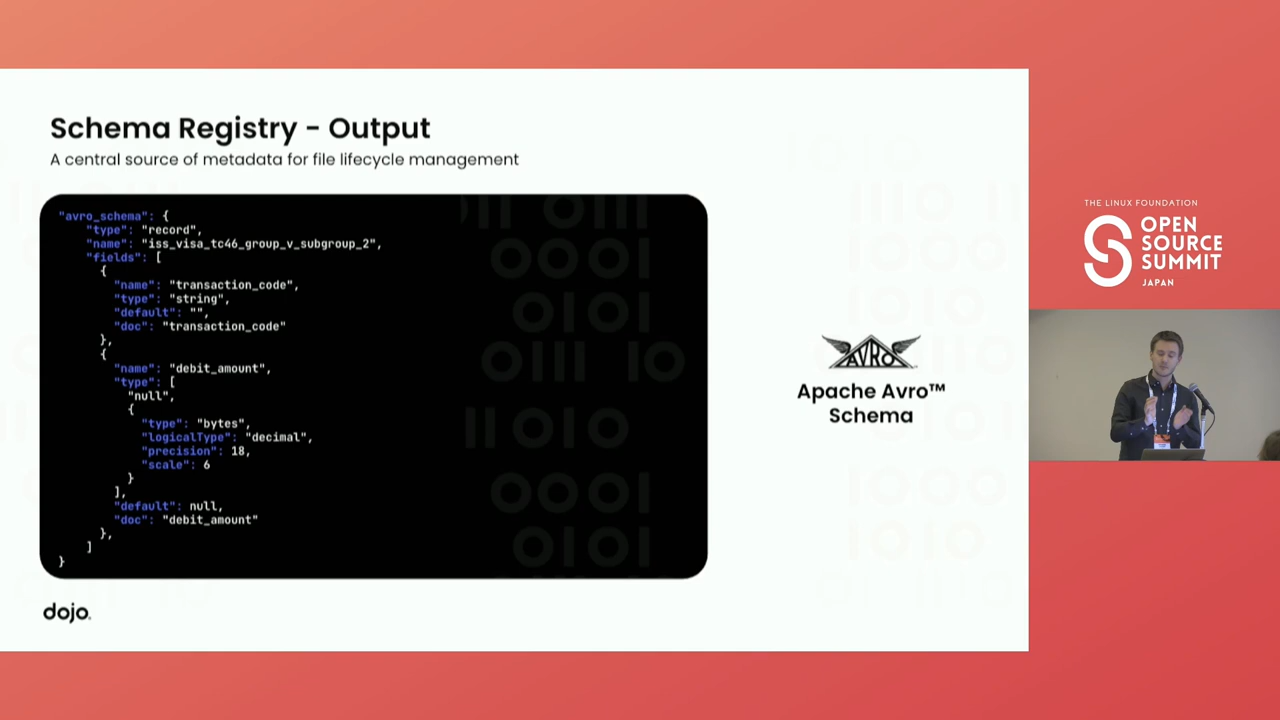 Schema Registry - Output
A central source of metadata for file lifecycle management
"avro_schema": {
"type": "record",
"name": "iss_visa_tc46_group_v_subgroup_2",
"fields": [
{
"name": "transaction_code",
"type": "string",
"default": "",
"doc": "transaction_code"
},
{
"name": "debit_amount",
"type": [
"null",
{
"type": "bytes",
"logicalType": "decimal",
"precision": 18,
"scale": 6
}
],
"default": null,
"doc": "debit_amount"
},
]
}
AVRO
Apache Avro™
Schema
dojo.
THE LINUX FOUNDATION
OPEN
SOURCE
SUMMIT
JAPAN